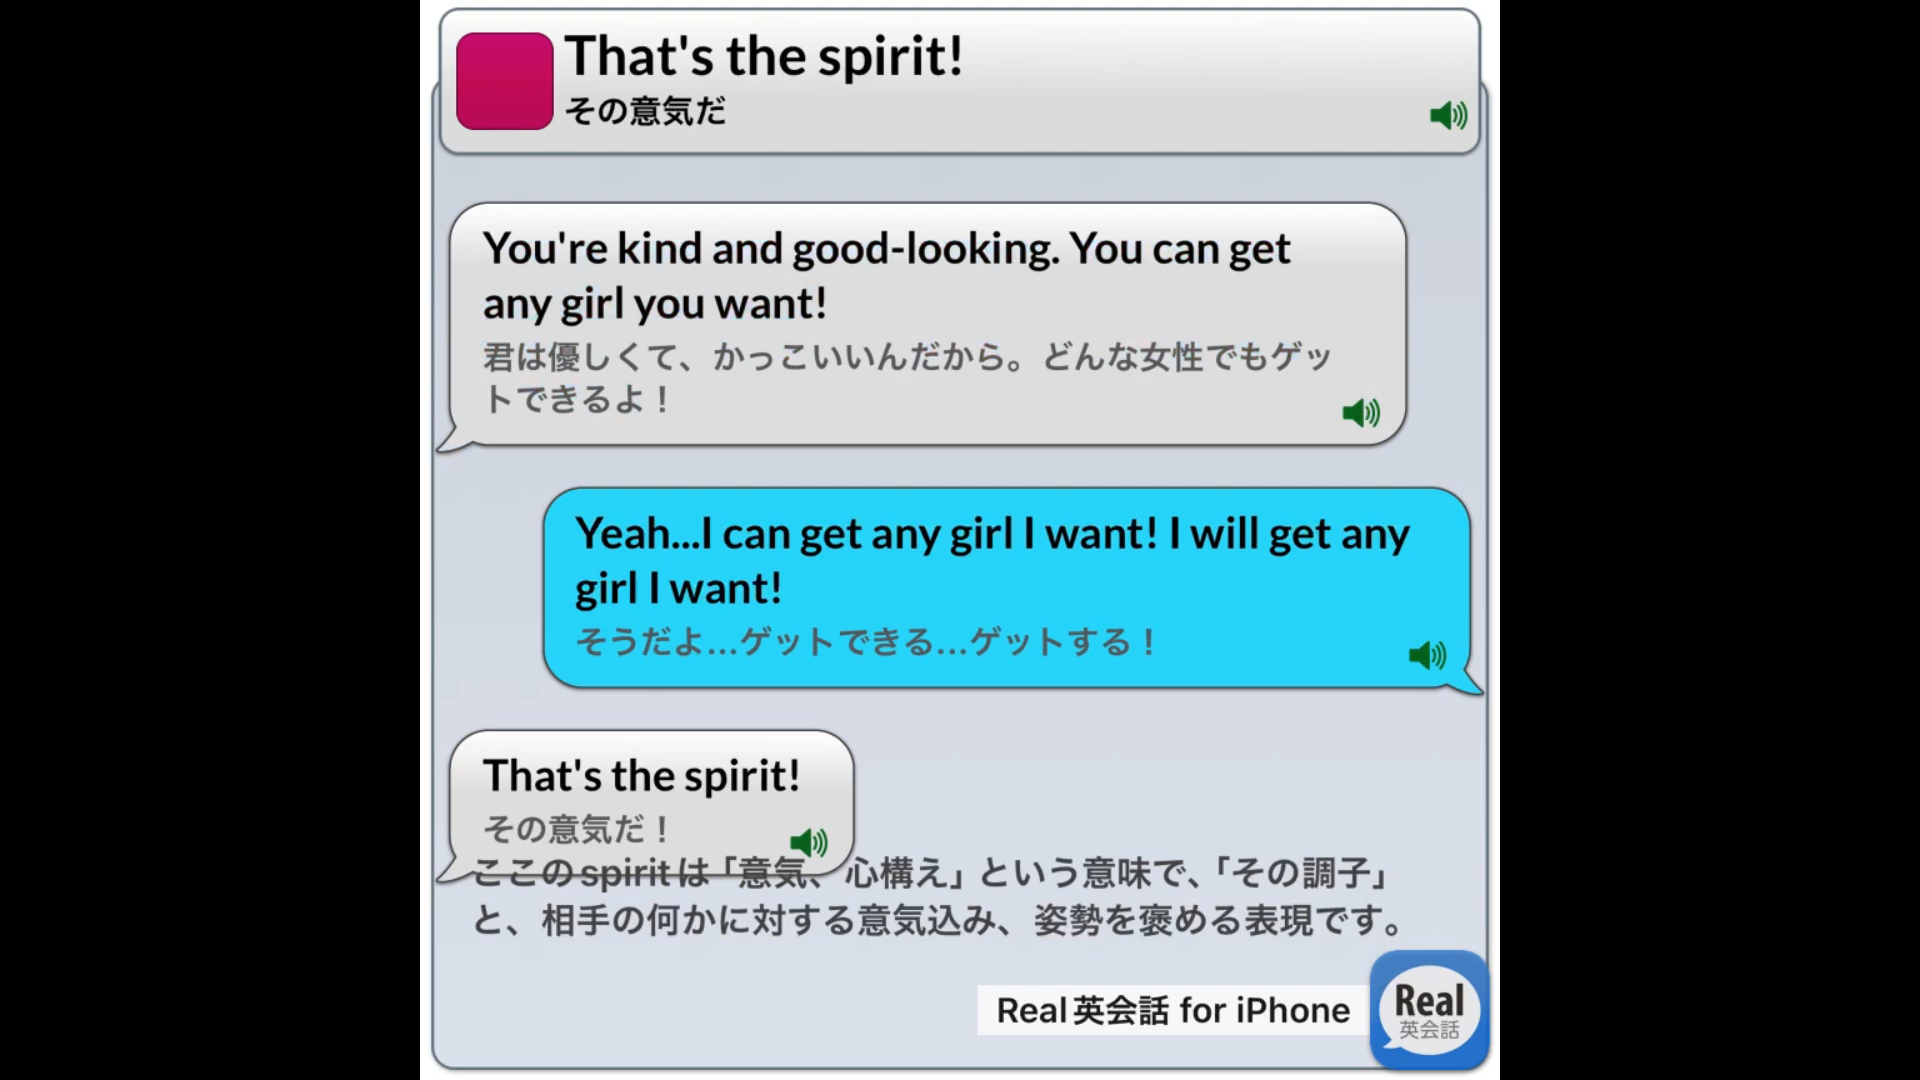 That's the spirit!
その意気だ
You're kind and good-looking. You can get
any girl you want!
君は優しくて、かっこいいんだから。どんな女性でもゲッ
トできるよ！
Yeah...I can get any girl I want! I will get any
girl I want!
そうだよ…ゲットできる…ゲットする！
That's the spirit!
その意気だ！
ここのspiritは「意気、心構え」という意味で、「その調子」
と、相手の何かに対する意気込み、姿勢を褒める表現です。
Real英会話 for iPhone
Real
英会話